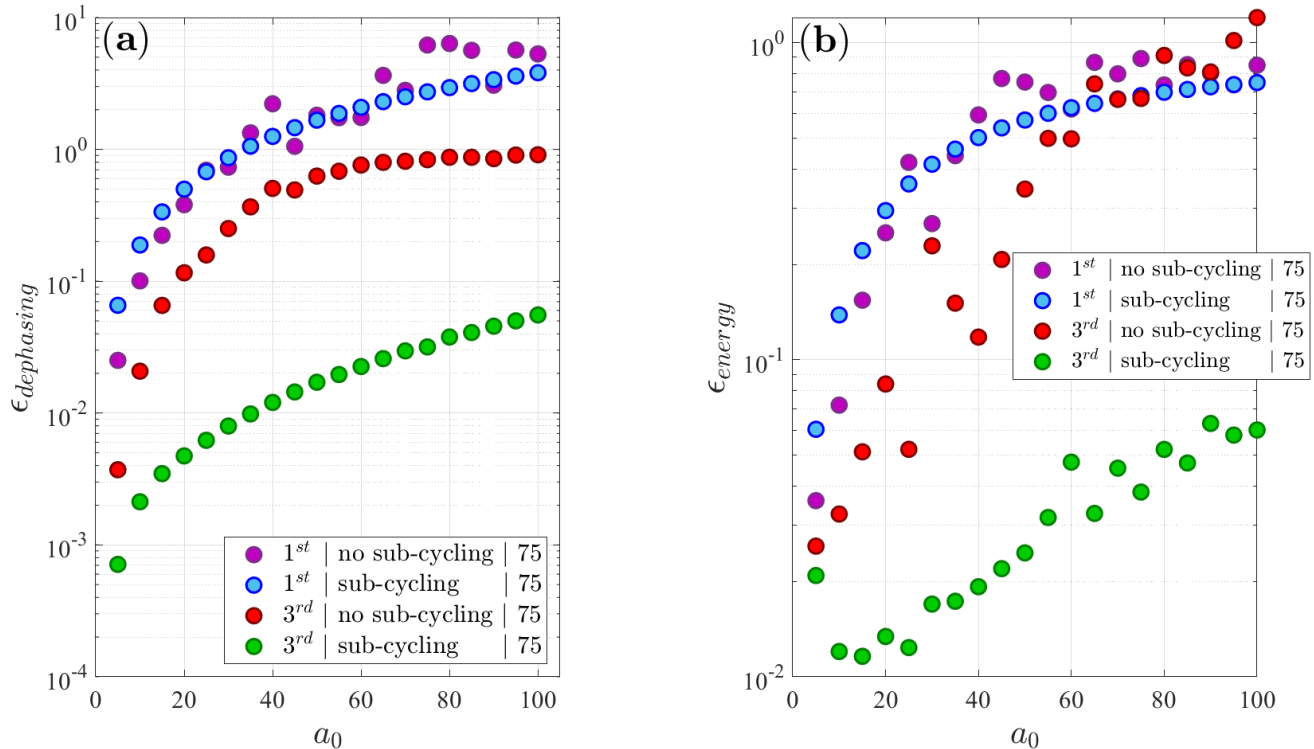 (a)
10^1
10^0
10^-1
10^-2
10^-3
10^-4
ϵ_dephasing
1^st | no sub-cycling | 75
1^st | sub-cycling | 75
3^rd | no sub-cycling | 75
3^rd | sub-cycling | 75
0 20 40 60 80 100
a_0
(b)
10^0
10^-1
10^-2
ϵ_energy
1^st | no sub-cycling | 75
1^st | sub-cycling | 75
3^rd | no sub-cycling | 75
3^rd | sub-cycling | 75
0 20 40 60 80 100
a_0